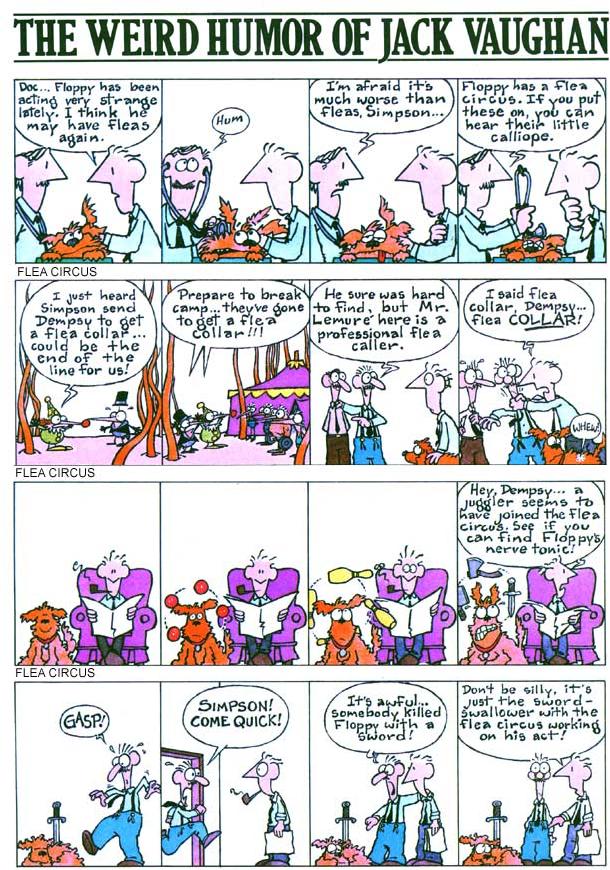 THE WEIRD HUMOR OF JACK VAUGHAN
Doc... Floppy has been
acting very strange
lately. I think he
may have fleas
again.
Hum
I'm afraid it's
much worse than
fleas, Simpson...
Floppy has a flea
circus. If you put
these on, you can
hear their little
calliope.
FLEA CIRCUS
I just heard
Simpson send
Dempsy to get
a flea collar...
could be the
end of the
line for us!
Prepare to break
camp...they've gone
to get a flea
collar!!!
He sure was hard
to find, but Mr.
Lemure here is a
professional flea
caller.
I said flea
collar, Dempsy...
flea COLLAR!
WHEW!
FLEA CIRCUS
Hey, Dempsy... a
juggler seems to
have joined the flea
circus. See if you
can find Floppy's
nerve tonic!
FLEA CIRCUS
GASP!
SIMPSON!
COME QUICK!
It's awful...
somebody killed
Floppy with a
sword!
Don't be silly, it's
just the sword-
swallower with the
flea circus working
on his act!